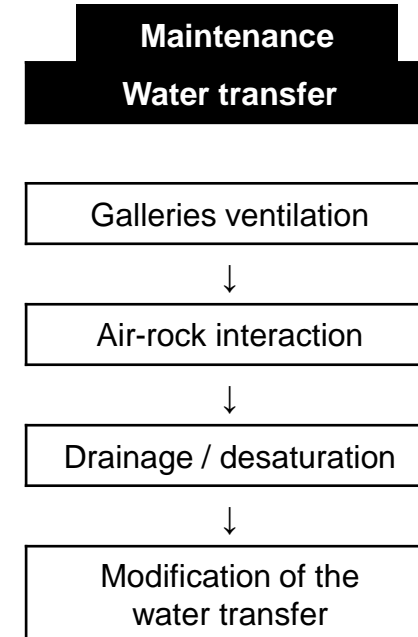 Maintenance
Water transfer
Galleries ventilation
↓
Air-rock interaction
↓
Drainage / desaturation
↓
Modification of the
water transfer